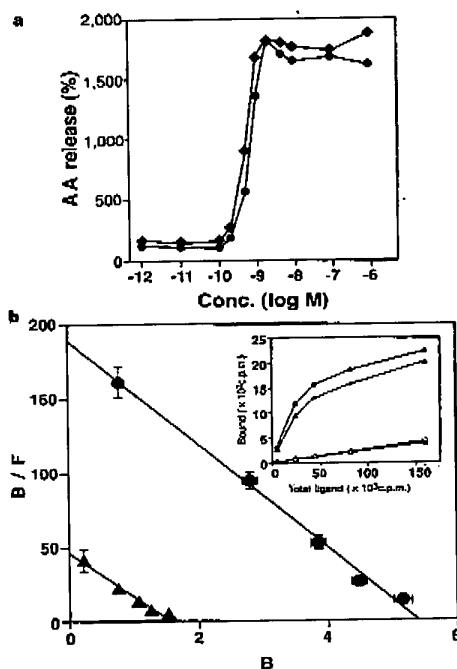 a
2,000
1,500
1,000
500
0
AA release (%)
-12 -11 -10 -9 -8 -7 -6
Conc. (log M)
b
200
150
100
50
0
B / F
0 2 4 6
B
25
20
15
10
5
0
Bound (× 10²c.p.m.)
0 50 100 150
Total ligand (× 10³c.p.m.)